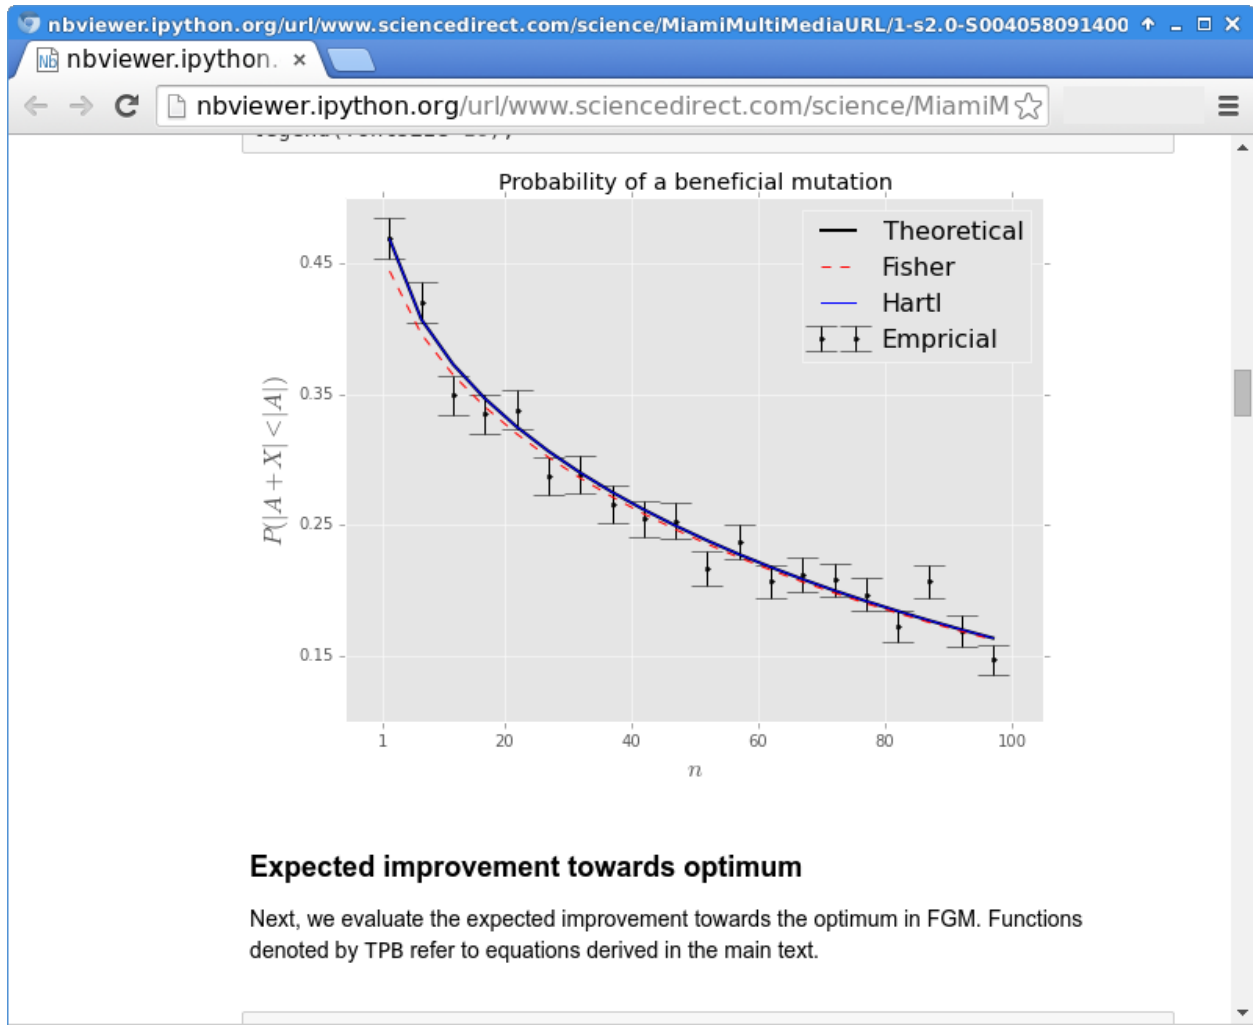 nbviewer.ipython.org/url/www.sciencedirect.com/science/MiamiMultiMediaURL/1-s2.0-S004058091400
nbviewer.ipython.
nbviewer.ipython.org/url/www.sciencedirect.com/science/MiamiM
Probability of a beneficial mutation
Theoretical
Fisher
Hartl
Empricial
0.45
0.35
0.25
0.15
P(|A + X| < |A|)
1 20 40 60 80 100
n
Expected improvement towards optimum
Next, we evaluate the expected improvement towards the optimum in FGM. Functions
denoted by TPB refer to equations derived in the main text.